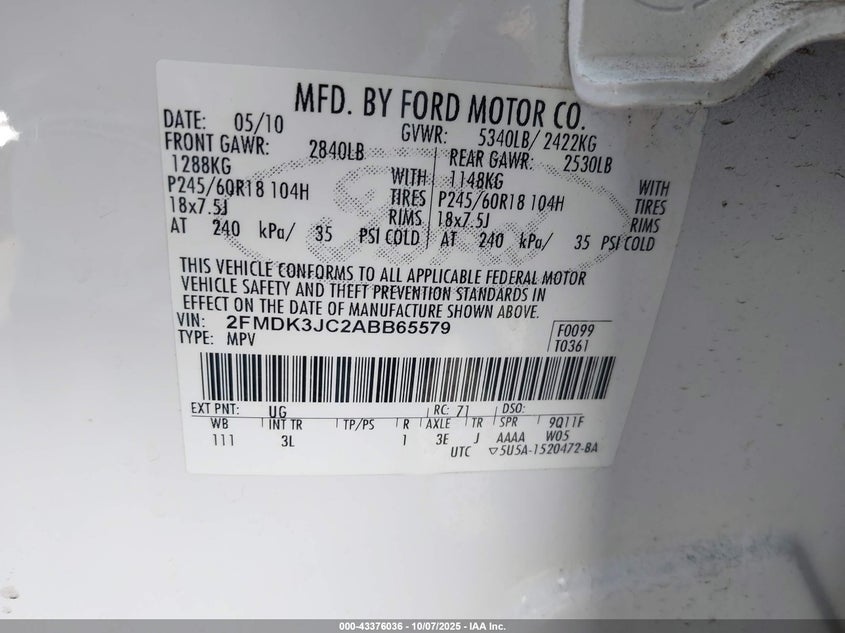 MFD. BY FORD MOTOR CO.
DATE: 05/10 GVWR: 5340LB/ 2422KG
FRONT GAWR: 2840LB REAR GAWR: 2530LB
1288KG WITH 1148KG WITH
P245/60R18 104H TIRES P245/60R18 104H TIRES
18x7.5J RIMS 18x7.5J RIMS
AT 240 kPa/ 35 PSI COLD AT 240 kPa/ 35 PSI COLD
Ford
THIS VEHICLE CONFORMS TO ALL APPLICABLE FEDERAL MOTOR
VEHICLE SAFETY AND THEFT PREVENTION STANDARDS IN
EFFECT ON THE DATE OF MANUFACTURE SHOWN ABOVE.
VIN: 2FMDK3JC2ABB65579 F0099
TYPE: MPV T0361
EXT PNT: UG RC: 71 DSO:
WB INT TR TP/PS R AXLE TR SPR 9Q11F
111 3L 1 3E J AAAA W05
UTC ▽5U5A-1520472-BA
000-43376036 - 10/07/2025 - IAA Inc.